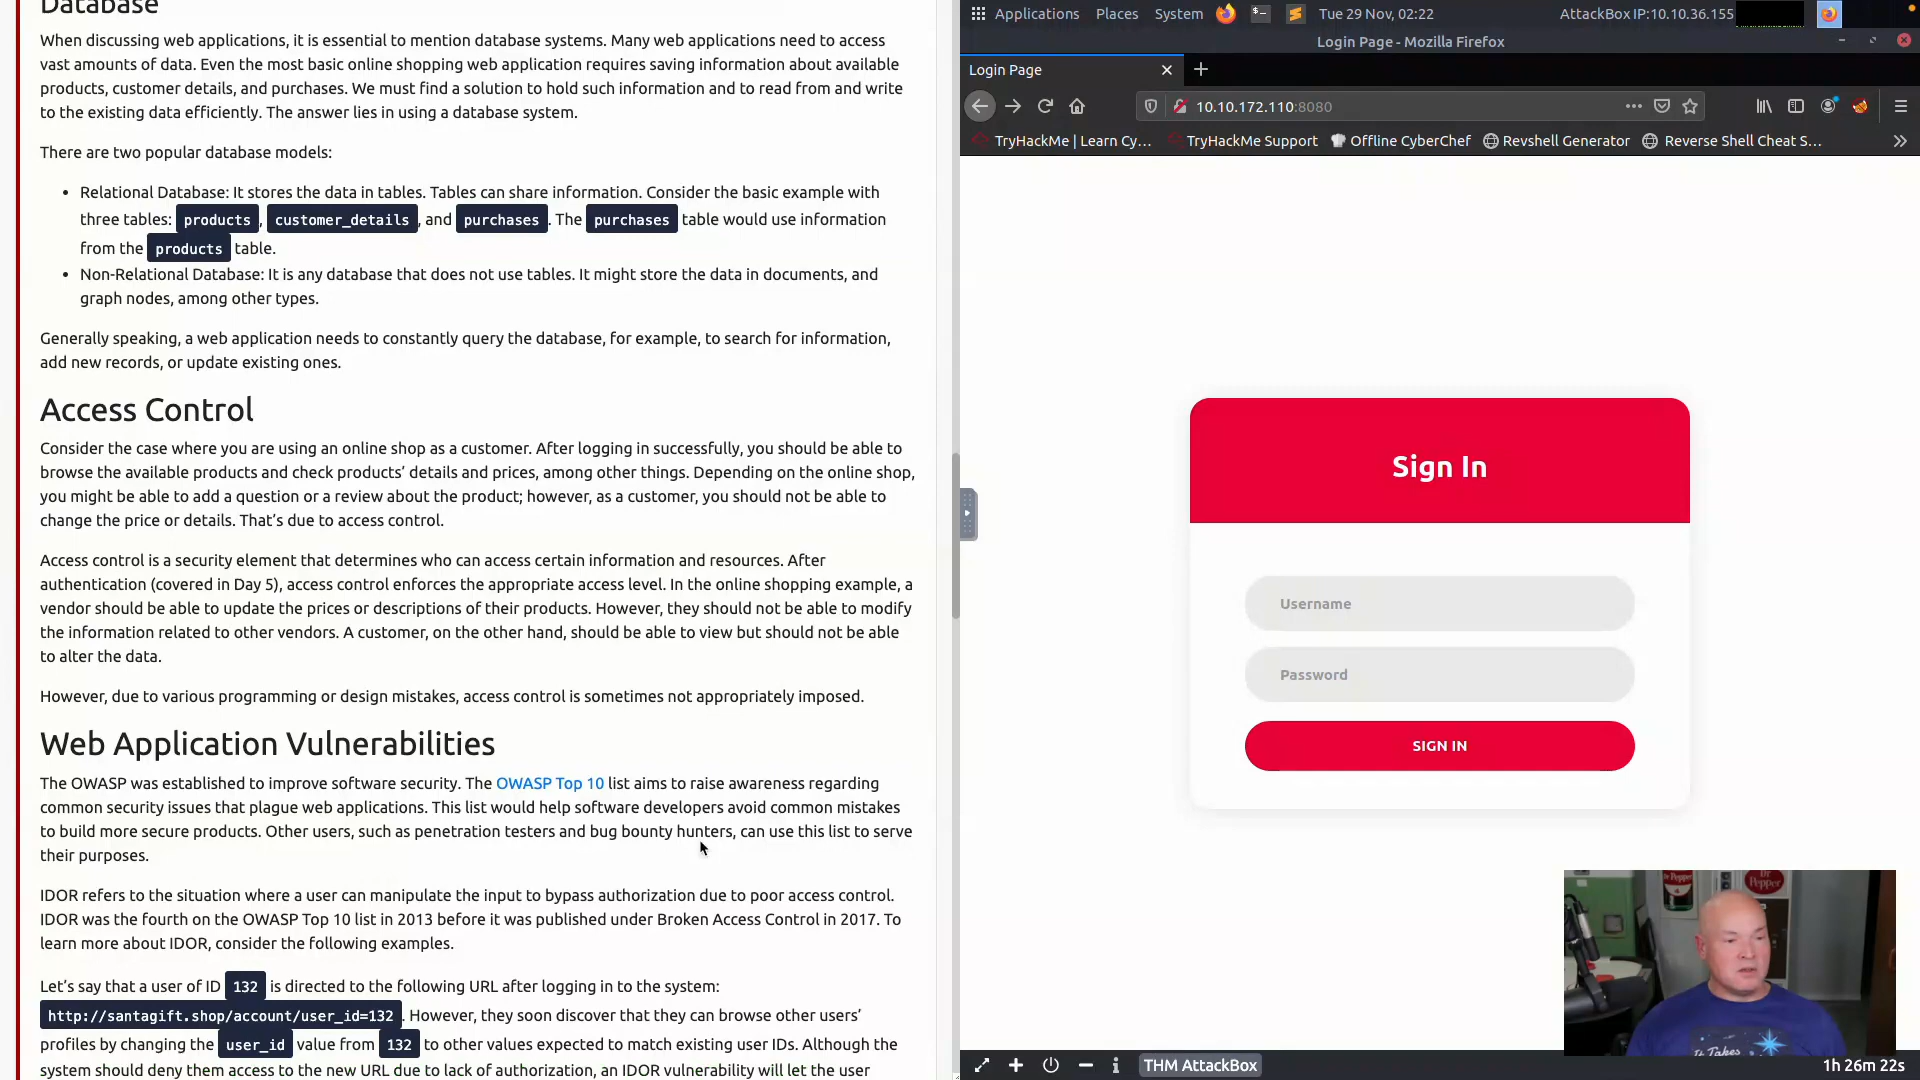 Database
When discussing web applications, it is essential to mention database systems. Many web applications need to access
vast amounts of data. Even the most basic online shopping web application requires saving information about available
products, customer details, and purchases. We must find a solution to hold such information and to read from and write
to the existing data efficiently. The answer lies in using a database system.
There are two popular database models:
• Relational Database: It stores the data in tables. Tables can share information. Consider the basic example with
three tables: products, customer_details, and purchases. The purchases table would use information
from the products table.
• Non-Relational Database: It is any database that does not use tables. It might store the data in documents, and
graph nodes, among other types.
Generally speaking, a web application needs to constantly query the database, for example, to search for information,
add new records, or update existing ones.
Access Control
Consider the case where you are using an online shop as a customer. After logging in successfully, you should be able to
browse the available products and check products’ details and prices, among other things. Depending on the online shop,
you might be able to add a question or a review about the product; however, as a customer, you should not be able to
change the price or details. That’s due to access control.
Access control is a security element that determines who can access certain information and resources. After
authentication (covered in Day 5), access control enforces the appropriate access level. In the online shopping example, a
vendor should be able to update the prices or descriptions of their products. However, they should not be able to modify
the information related to other vendors. A customer, on the other hand, should be able to view but should not be able
to alter the data.
However, due to various programming or design mistakes, access control is sometimes not appropriately imposed.
Web Application Vulnerabilities
The OWASP was established to improve software security. The OWASP Top 10 list aims to raise awareness regarding
common security issues that plague web applications. This list would help software developers avoid common mistakes
to build more secure products. Other users, such as penetration testers and bug bounty hunters, can use this list to serve
their purposes.
IDOR refers to the situation where a user can manipulate the input to bypass authorization due to poor access control.
IDOR was the fourth on the OWASP Top 10 list in 2013 before it was published under Broken Access Control in 2017. To
learn more about IDOR, consider the following examples.
Let’s say that a user of ID 132 is directed to the following URL after logging in to the system:
http://santagift.shop/account/user_id=132. However, they soon discover that they can browse other users’
profiles by changing the user_id value from 132 to other values expected to match existing user IDs. Although the
system should deny them access to the new URL due to lack of authorization, an IDOR vulnerability will let the user
Applications Places System Tue 29 Nov, 02:22 AttackBox IP:10.10.36.155
Login Page - Mozilla Firefox
Login Page
10.10.172.110:8080
TryHackMe | Learn Cy... TryHackMe Support Offline CyberChef Revshell Generator Reverse Shell Cheat S...
Sign In
Username
Password
SIGN IN
Dr Pepper
Dr Pepper
It Takes
THM AttackBox
1h 26m 22s